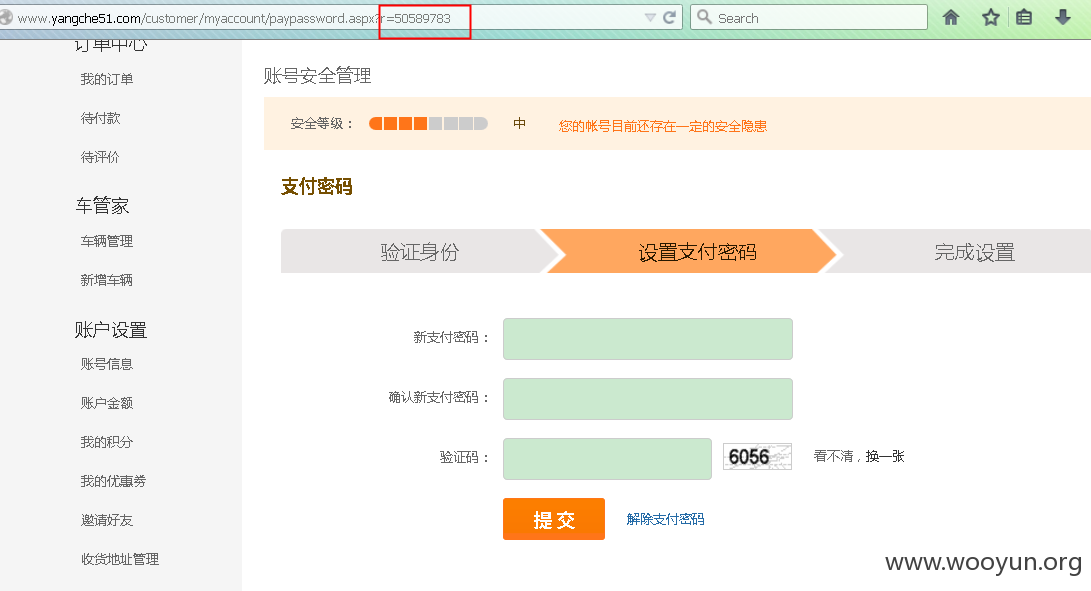 www.yangche51.com/customer/myaccount/paypassword.aspx?r=50589783
Search
订单中心
我的订单
待付款
待评价
车管家
车辆管理
新增车辆
账户设置
账号信息
账户金额
我的积分
我的优惠券
邀请好友
收货地址管理
账号安全管理
安全等级： 中 您的帐号目前还存在一定的安全隐患
支付密码
验证身份 设置支付密码 完成设置
新支付密码：
确认新支付密码：
验证码： 6056 看不清，换一张
提 交 解除支付密码
www.wooyun.org